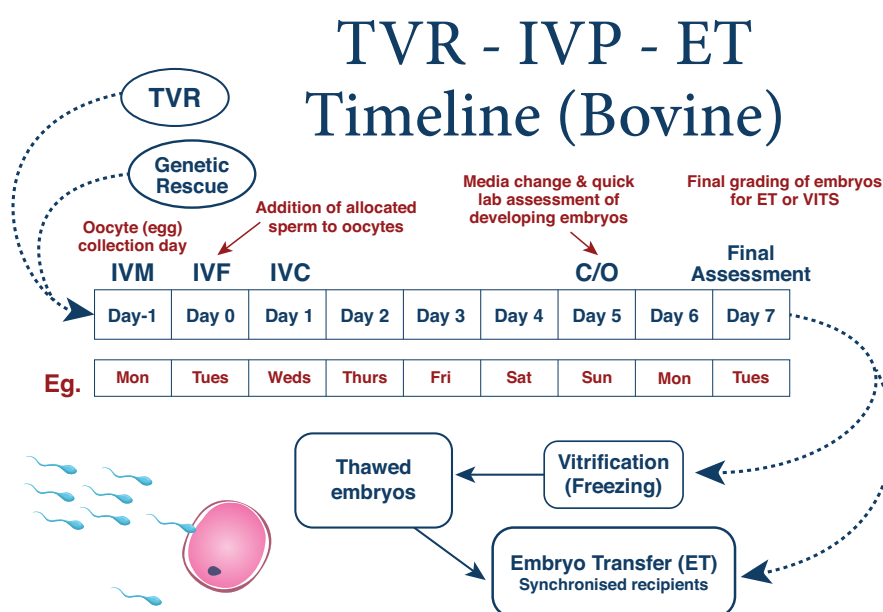 TVR - IVP - ET
Timeline (Bovine)
TVR
Genetic
Rescue
Oocyte (egg)
collection day
Addition of allocated
sperm to oocytes
Media change & quick
lab assessment of
developing embryos
Final grading of embryos
for ET or VITS
IVM IVF IVC C/O Final
Assessment
Day-1 Day 0 Day 1 Day 2 Day 3 Day 4 Day 5 Day 6 Day 7
Eg. Mon Tues Weds Thurs Fri Sat Sun Mon Tues
Thawed
embryos
Vitrification
(Freezing)
Embryo Transfer (ET)
Synchronised recipients